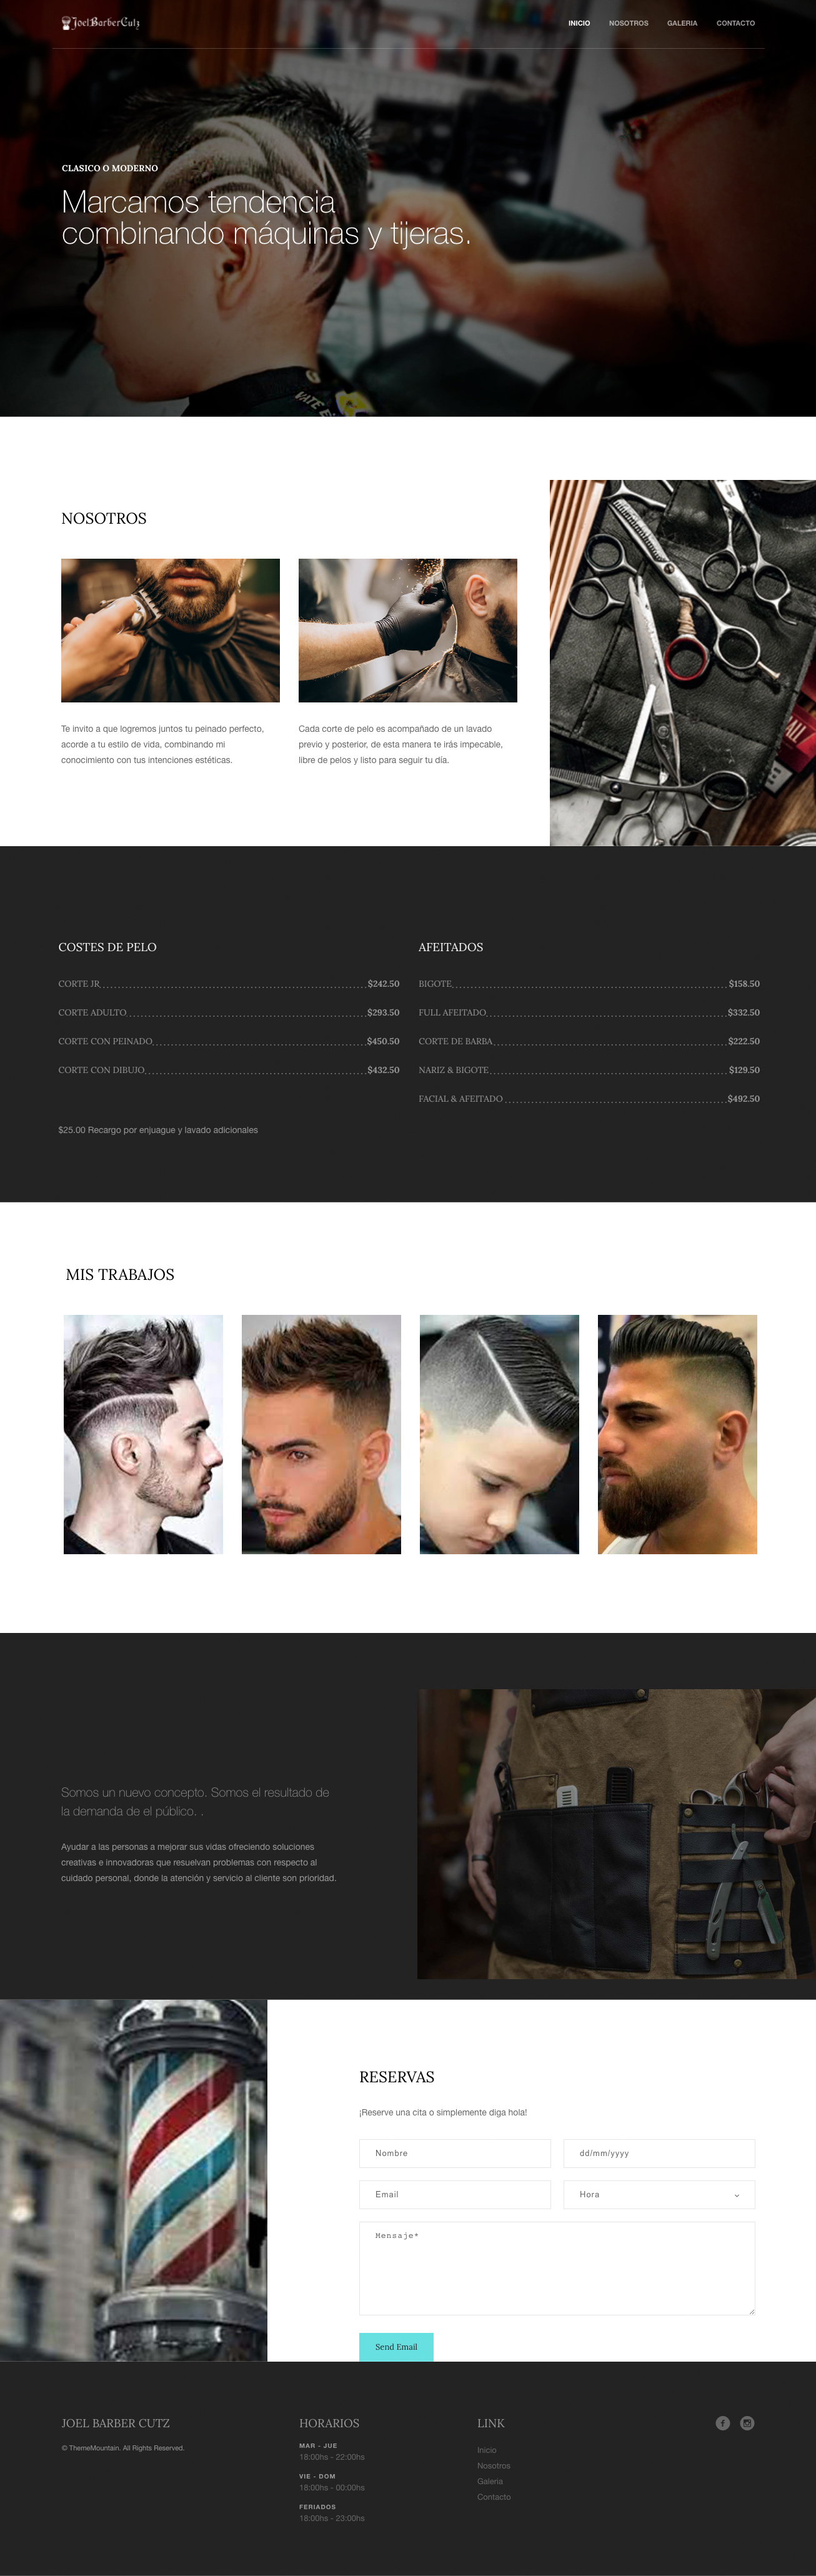 JoelBarberCutz
INICIO NOSOTROS GALERIA CONTACTO
CLASICO O MODERNO
Marcamos tendencia
combinando máquinas y tijeras.
NOSOTROS
Te invito a que logremos juntos tu peinado perfecto,
acorde a tu estilo de vida, combinando mi
conocimiento con tus intenciones estéticas.
Cada corte de pelo es acompañado de un lavado
previo y posterior, de esta manera te irás impecable,
libre de pelos y listo para seguir tu día.
COSTES DE PELO
CORTE JR $242.50
CORTE ADULTO $293.50
CORTE CON PEINADO $450.50
CORTE CON DIBUJO $432.50
$25.00 Recargo por enjuague y lavado adicionales
AFEITADOS
BIGOTE $158.50
FULL AFEITADO $332.50
CORTE DE BARBA $222.50
NARIZ & BIGOTE $129.50
FACIAL & AFEITADO $492.50
MIS TRABAJOS
Somos un nuevo concepto. Somos el resultado de
la demanda de el público. .
Ayudar a las personas a mejorar sus vidas ofreciendo soluciones
creativas e innovadoras que resuelvan problemas con respecto al
cuidado personal, donde la atención y servicio al cliente son prioridad.
RESERVAS
¡Reserve una cita o simplemente diga hola!
Nombre dd/mm/yyyy
Email Hora
Mensaje*
Send Email
JOEL BARBER CUTZ
© ThemeMountain. All Rights Reserved.
HORARIOS
MAR - JUE
18:00hs - 22:00hs
VIE - DOM
18:00hs - 00:00hs
FERIADOS
18:00hs - 23:00hs
LINK
Inicio
Nosotros
Galeria
Contacto